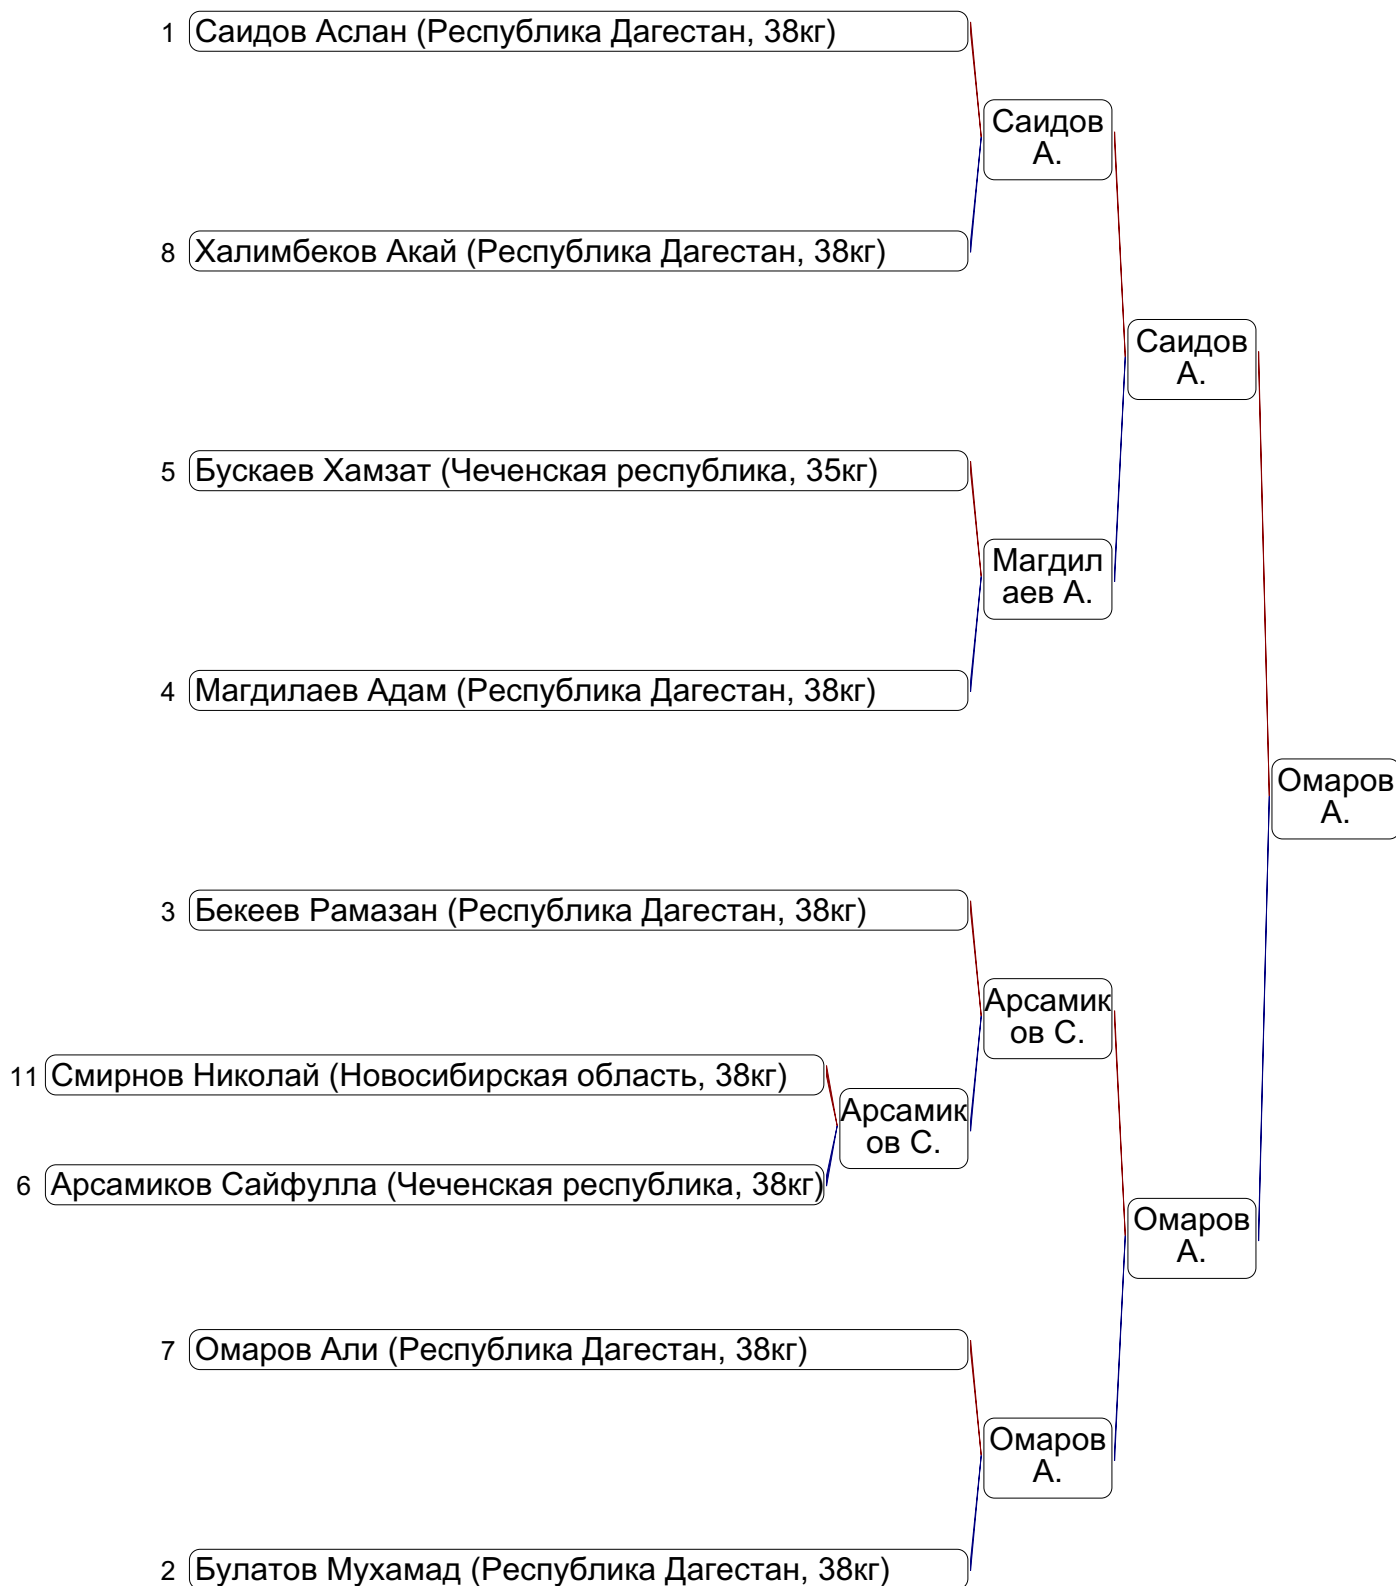 1 Саидов Аслан (Республика Дагестан, 38кг)
Саидов
А.
8 Халимбеков Акай (Республика Дагестан, 38кг)
Саидов
А.
5 Бускаев Хамзат (Чеченская республика, 35кг)
Магдил
аев А.
4 Магдилаев Адам (Республика Дагестан, 38кг)
Омаров
А.
3 Бекеев Рамазан (Республика Дагестан, 38кг)
Арсамик
ов С.
11 Смирнов Николай (Новосибирская область, 38кг)
Арсамик
ов С.
6 Арсамиков Сайфулла (Чеченская республика, 38кг)
Омаров
А.
7 Омаров Али (Республика Дагестан, 38кг)
Омаров
А.
2 Булатов Мухамад (Республика Дагестан, 38кг)